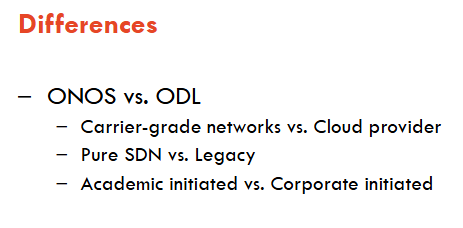 Differences
– ONOS vs. ODL
– Carrier-grade networks vs. Cloud provider
– Pure SDN vs. Legacy
– Academic initiated vs. Corporate initiated